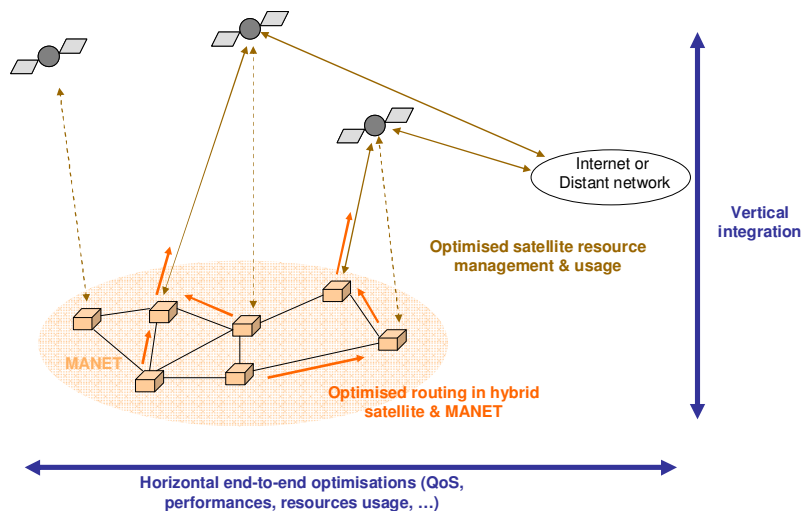 Internet or
Distant network
Vertical
integration
Optimised satellite resource
management & usage
MANET
Optimised routing in hybrid
satellite & MANET
Horizontal end-to-end optimisations (QoS,
performances, resources usage, …)